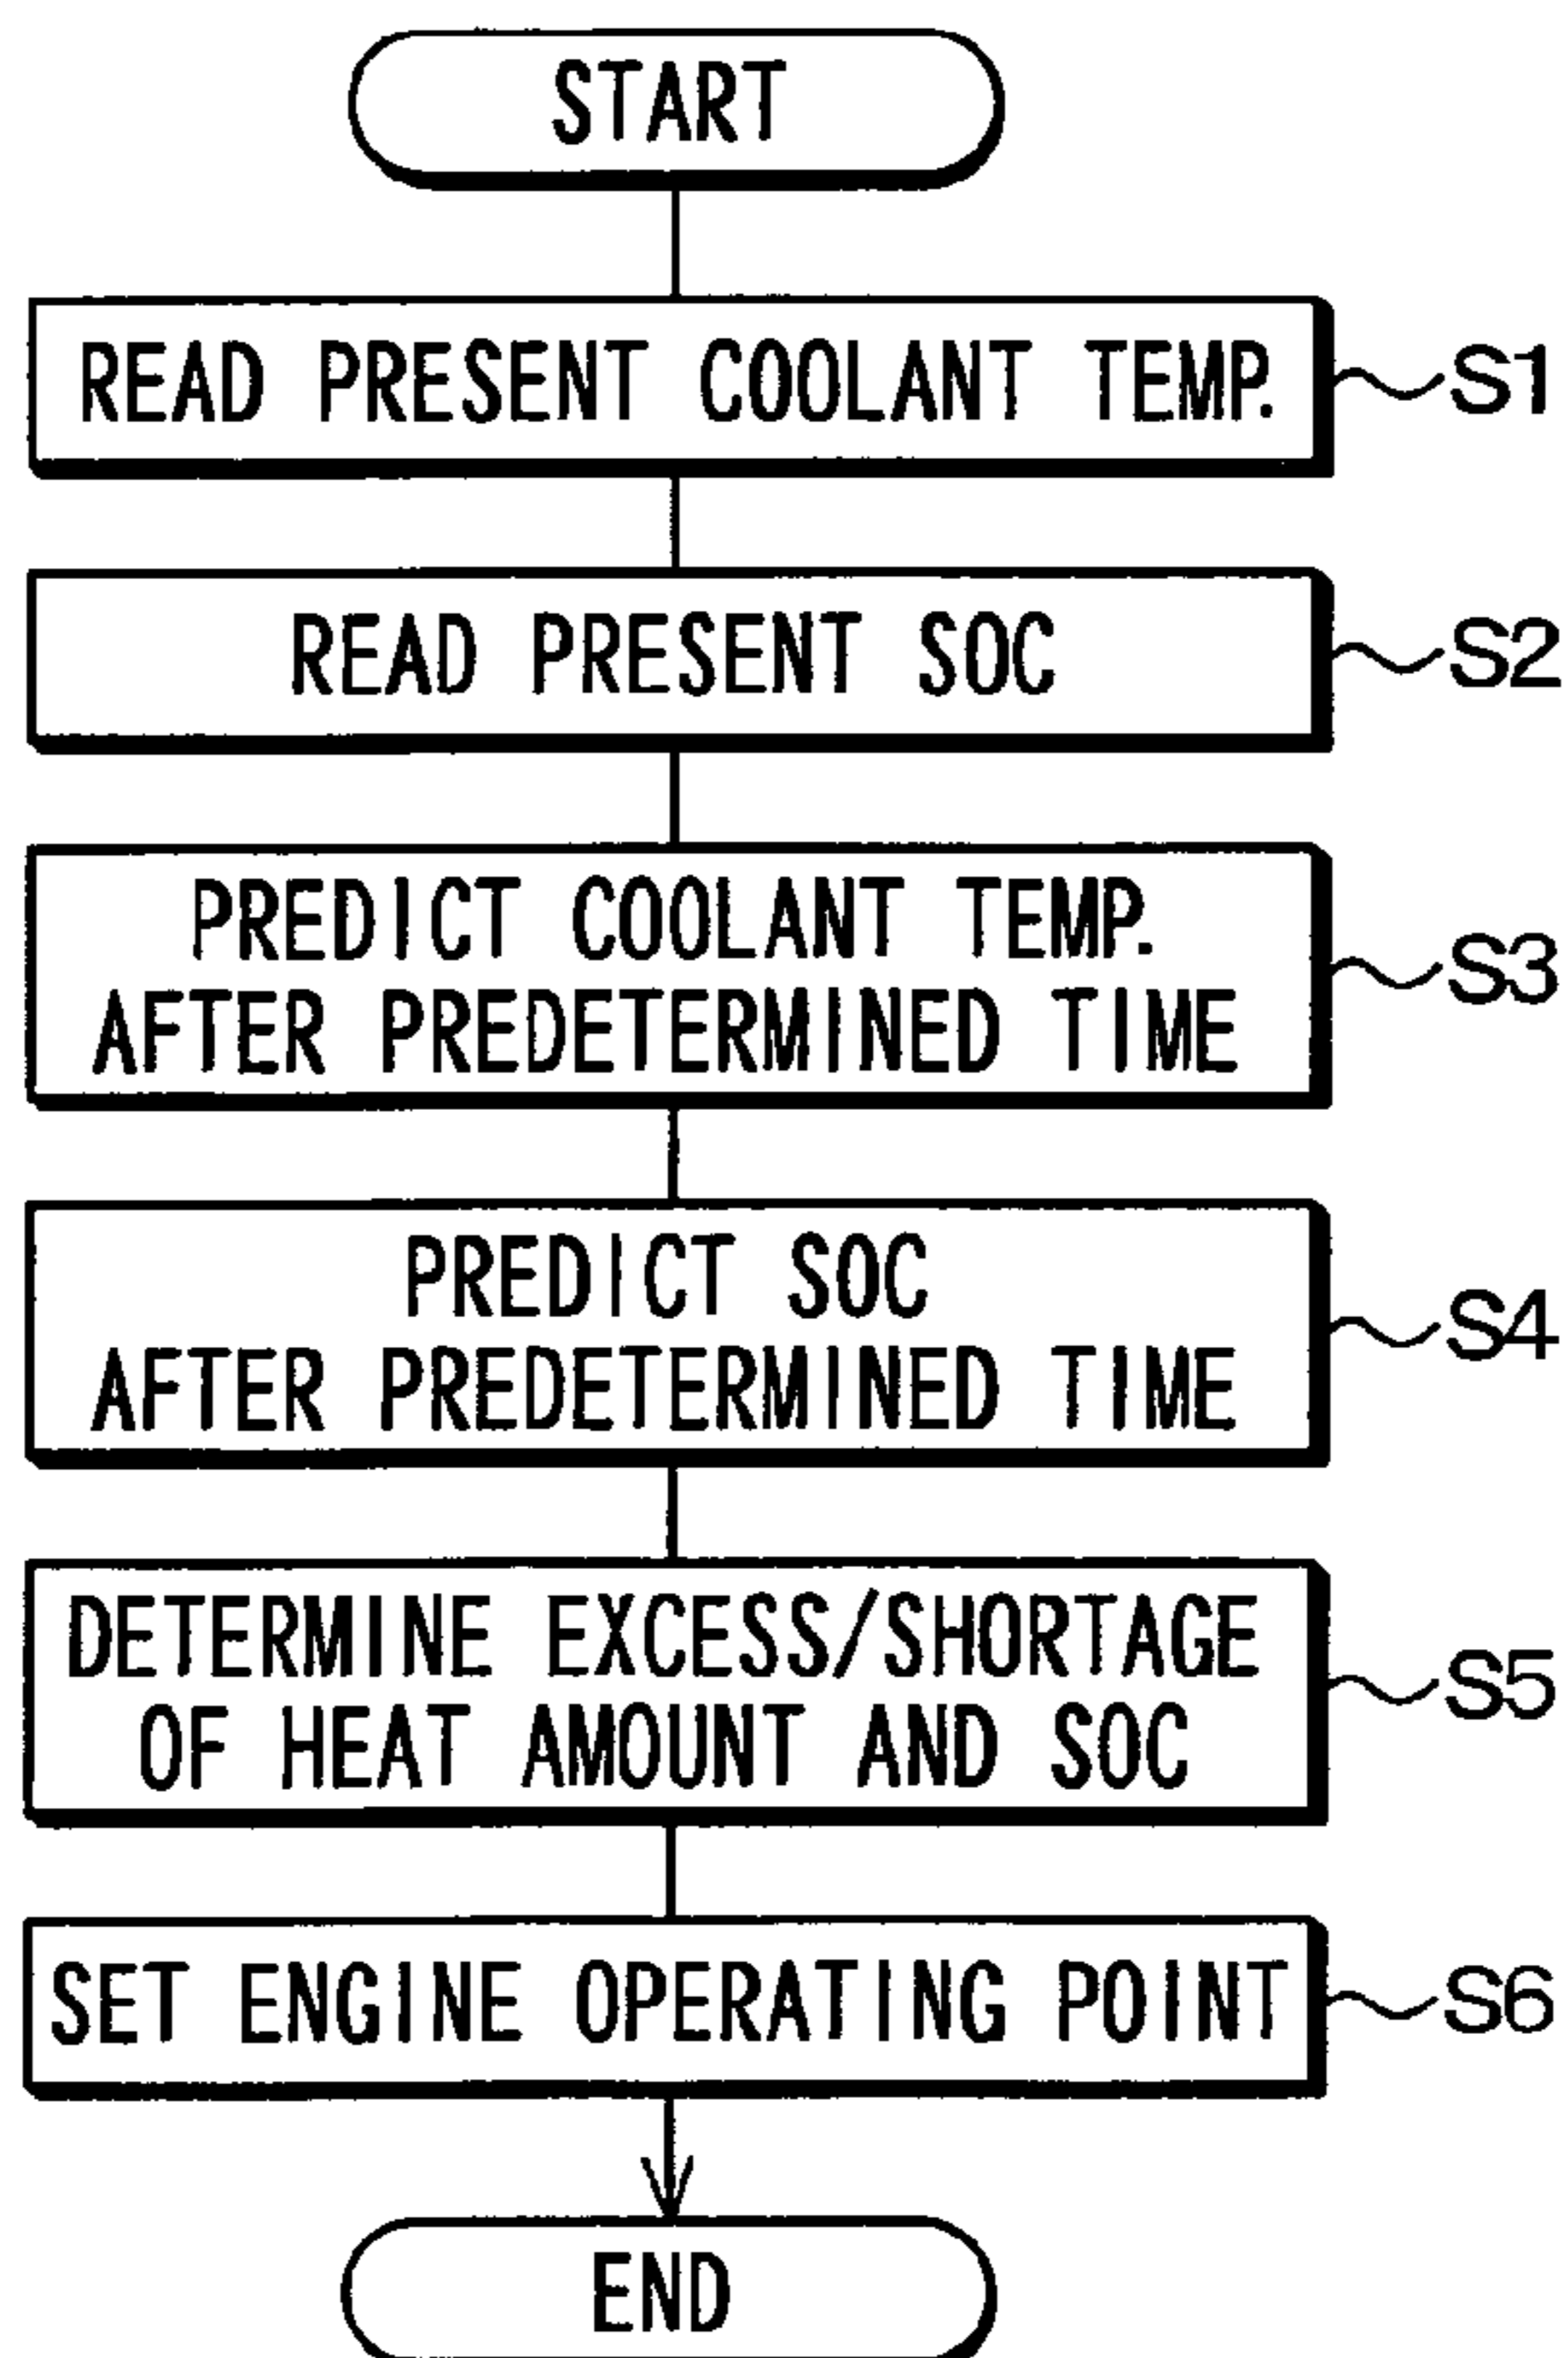 START
READ PRESENT COOLANT TEMP.
S1
READ PRESENT SOC
S2
PREDICT COOLANT TEMP.
AFTER PREDETERMINED TIME
S3
PREDICT SOC
AFTER PREDETERMINED TIME
S4
DETERMINE EXCESS/SHORTAGE
OF HEAT AMOUNT AND SOC
S5
SET ENGINE OPERATING POINT
S6
END